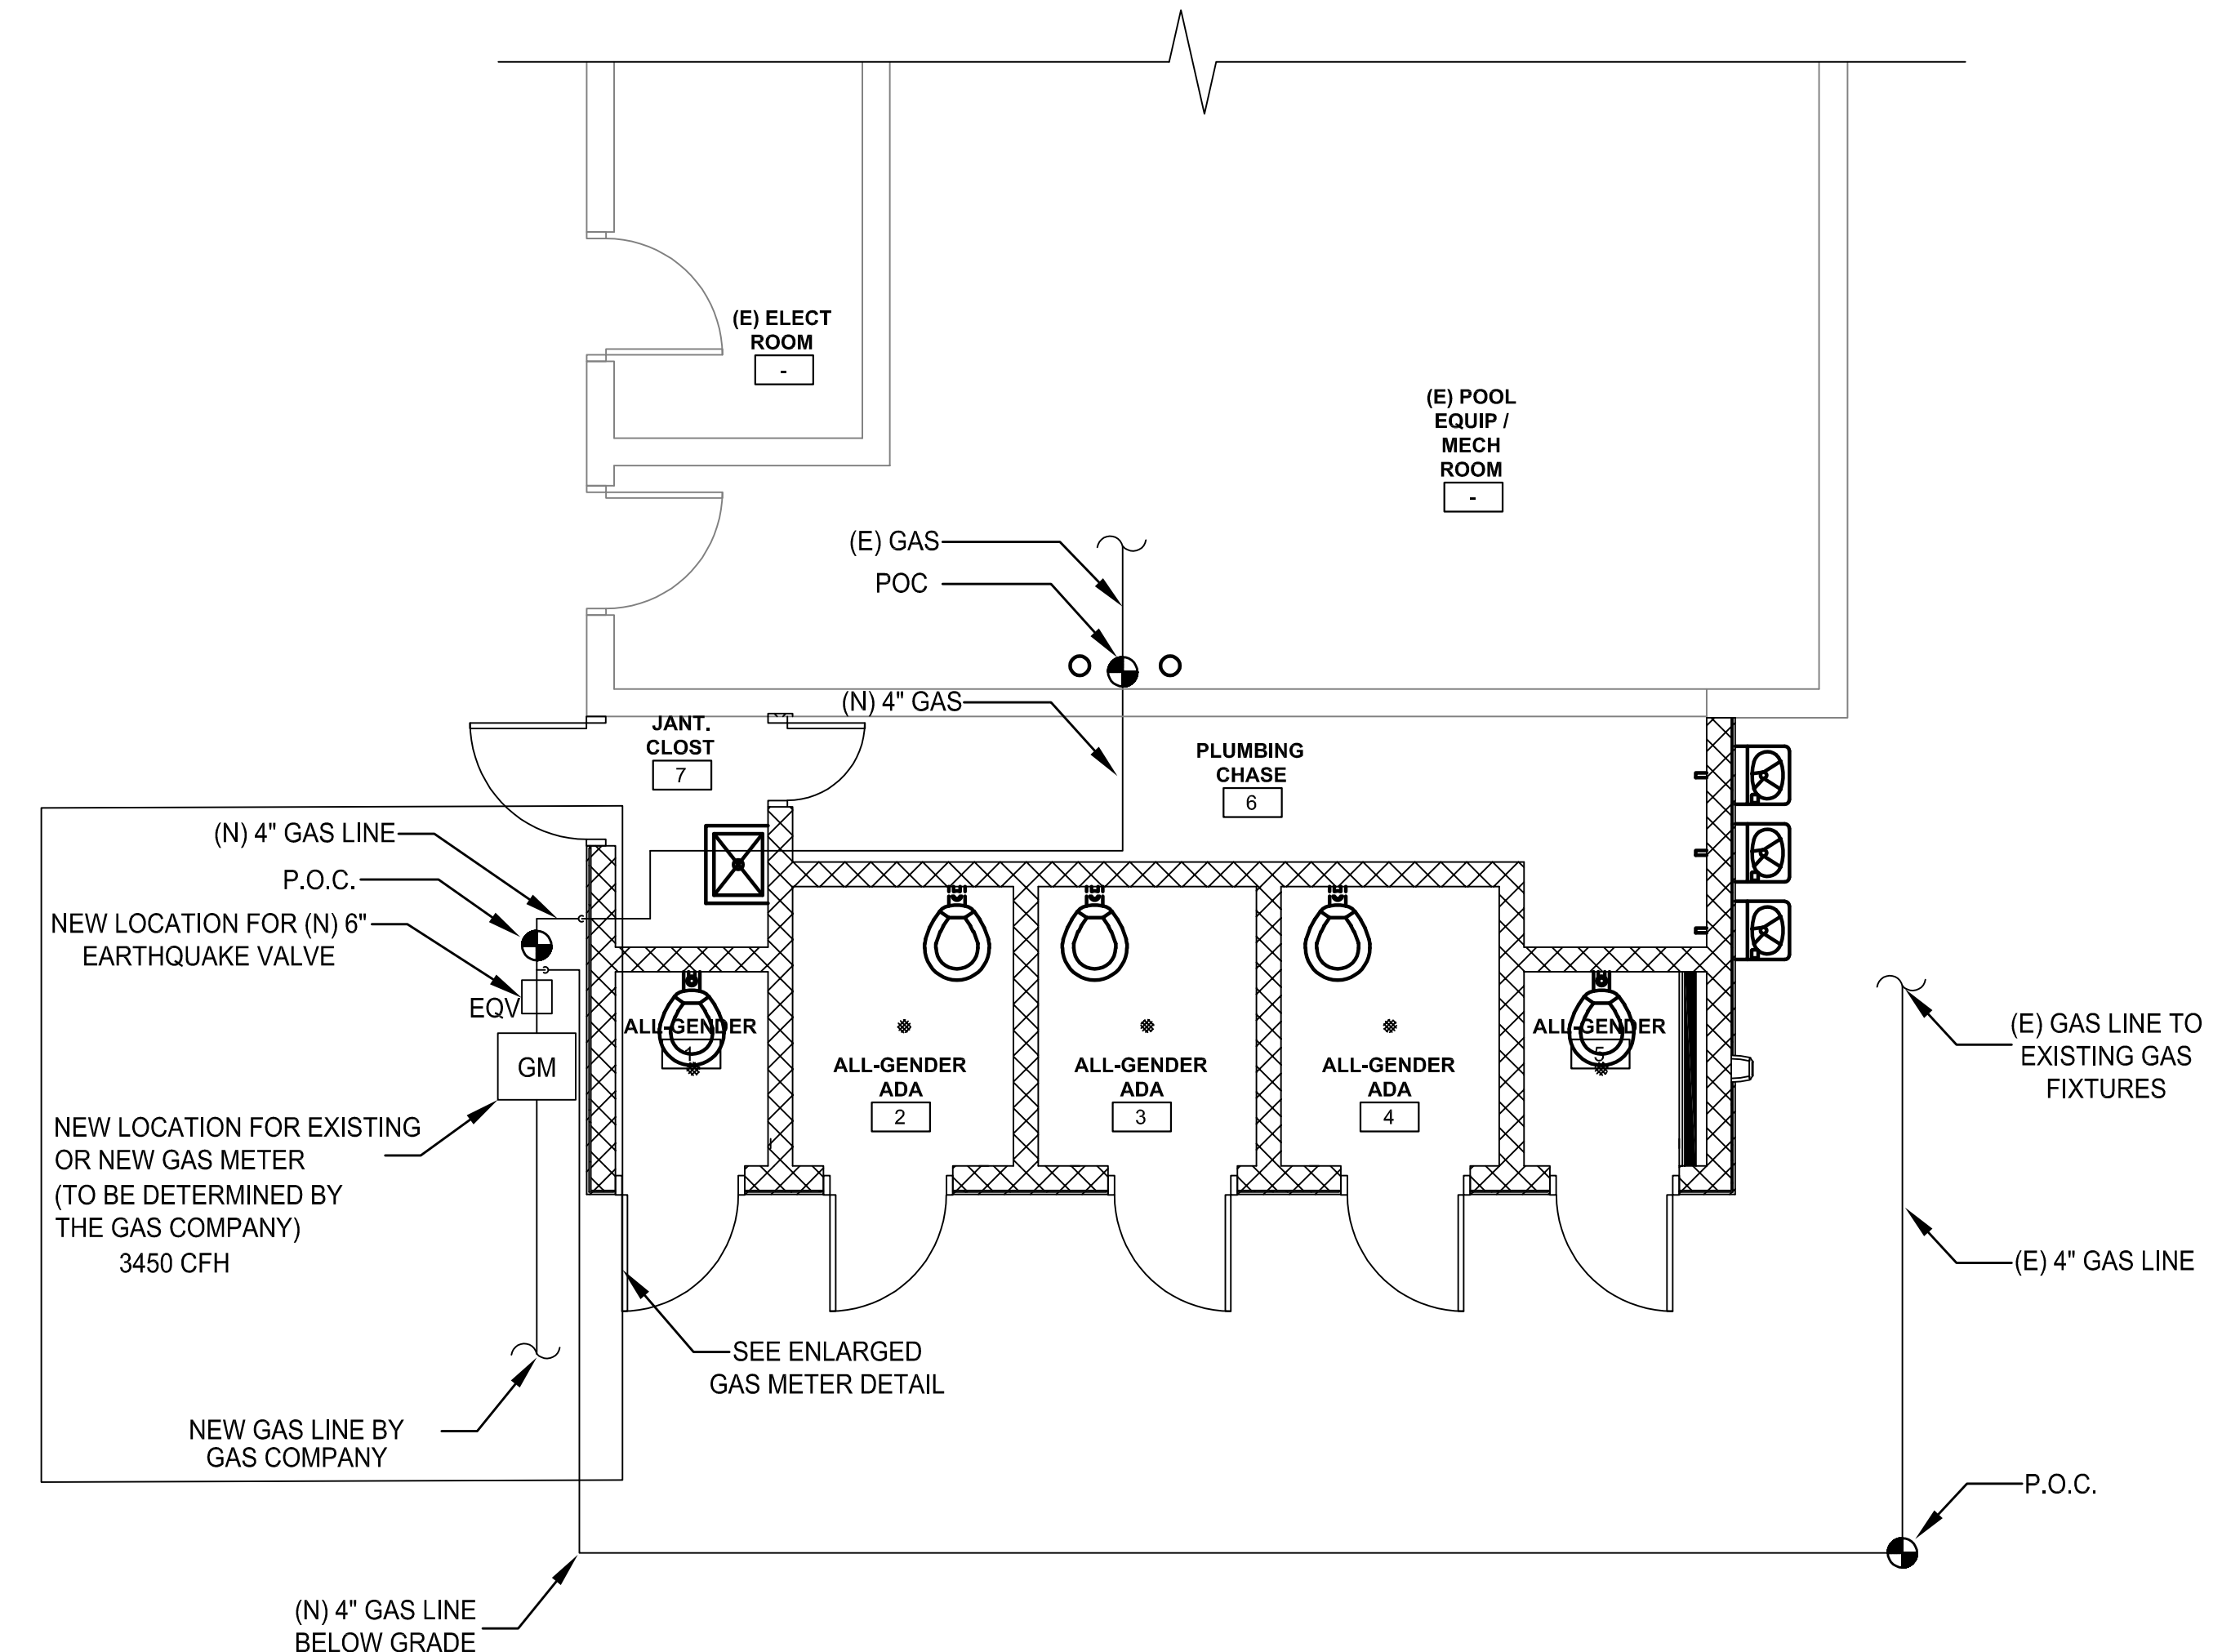 (E) ELECT
ROOM
-
(E) POOL
EQUIP /
MECH
ROOM
-
(E) GAS
POC
(N) 4" GAS
JANT.
CLOST
7
PLUMBING
CHASE
6
(N) 4" GAS LINE
P.O.C.
NEW LOCATION FOR (N) 6"
EARTHQUAKE VALVE
EQV
GM
NEW LOCATION FOR EXISTING
OR NEW GAS METER
(TO BE DETERMINED BY
THE GAS COMPANY)
3450 CFH
ALL-GENDER
1
ALL-GENDER
ADA
2
ALL-GENDER
ADA
3
ALL-GENDER
ADA
4
ALL-GENDER
5
(E) GAS LINE TO
EXISTING GAS
FIXTURES
(E) 4" GAS LINE
SEE ENLARGED
GAS METER DETAIL
NEW GAS LINE BY
GAS COMPANY
P.O.C.
(N) 4" GAS LINE
BELOW GRADE